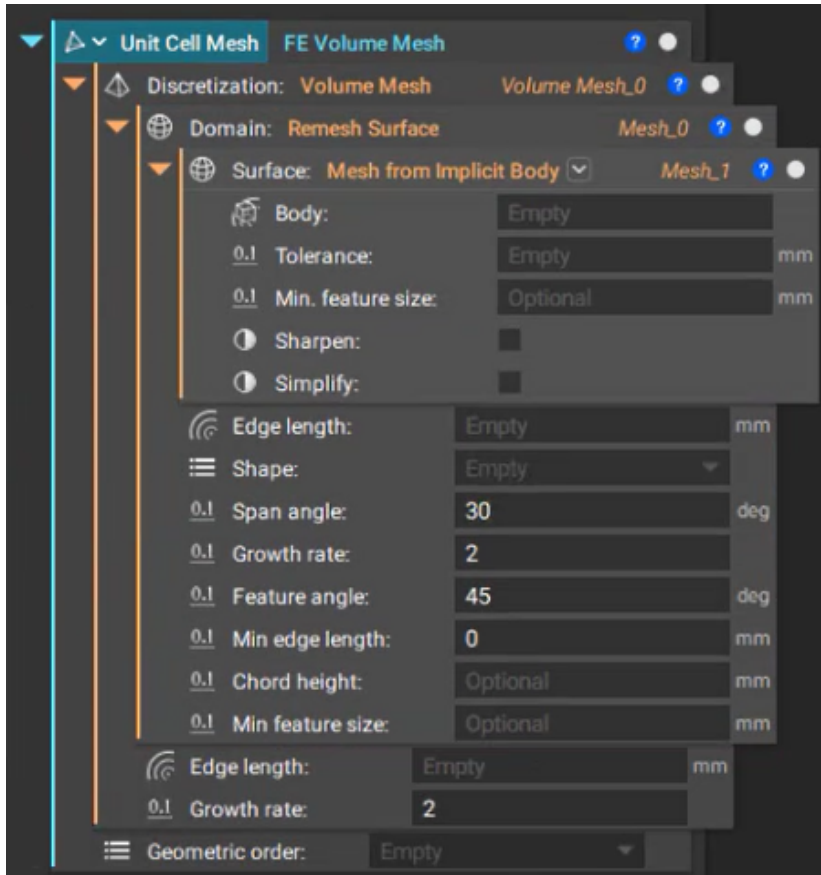 Unit Cell Mesh FE Volume Mesh ?
Discretization: Volume Mesh Volume Mesh_0 ?
Domain: Remesh Surface Mesh_0 ?
Surface: Mesh from Implicit Body Mesh_1 ?
Body: Empty
0.1 Tolerance: Empty mm
0.1 Min. feature size: Optional mm
Sharpen:
Simplify:
Edge length: Empty mm
Shape: Empty
0.1 Span angle: 30 deg
0.1 Growth rate: 2
0.1 Feature angle: 45 deg
0.1 Min edge length: 0 mm
0.1 Chord height: Optional mm
0.1 Min feature size: Optional mm
Edge length: Empty mm
0.1 Growth rate: 2
Geometric order: Empty